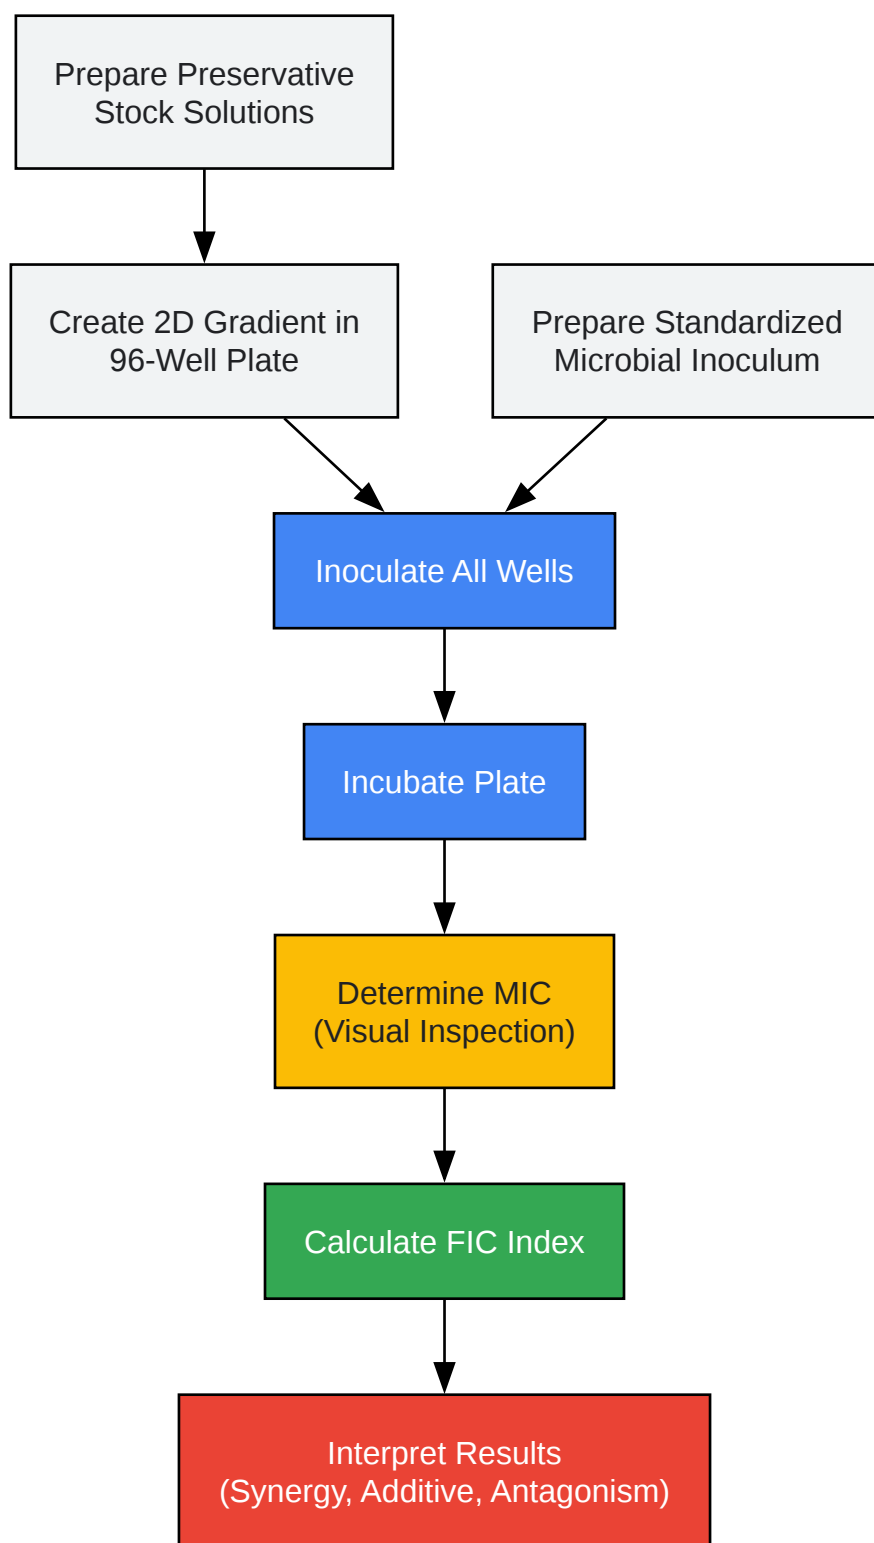 Prepare Preservative
Stock Solutions
Create 2D Gradient in
96-Well Plate
Prepare Standardized
Microbial Inoculum
Inoculate All Wells
Incubate Plate
Determine MIC
(Visual Inspection)
Calculate FIC Index
Interpret Results
(Synergy, Additive, Antagonism)